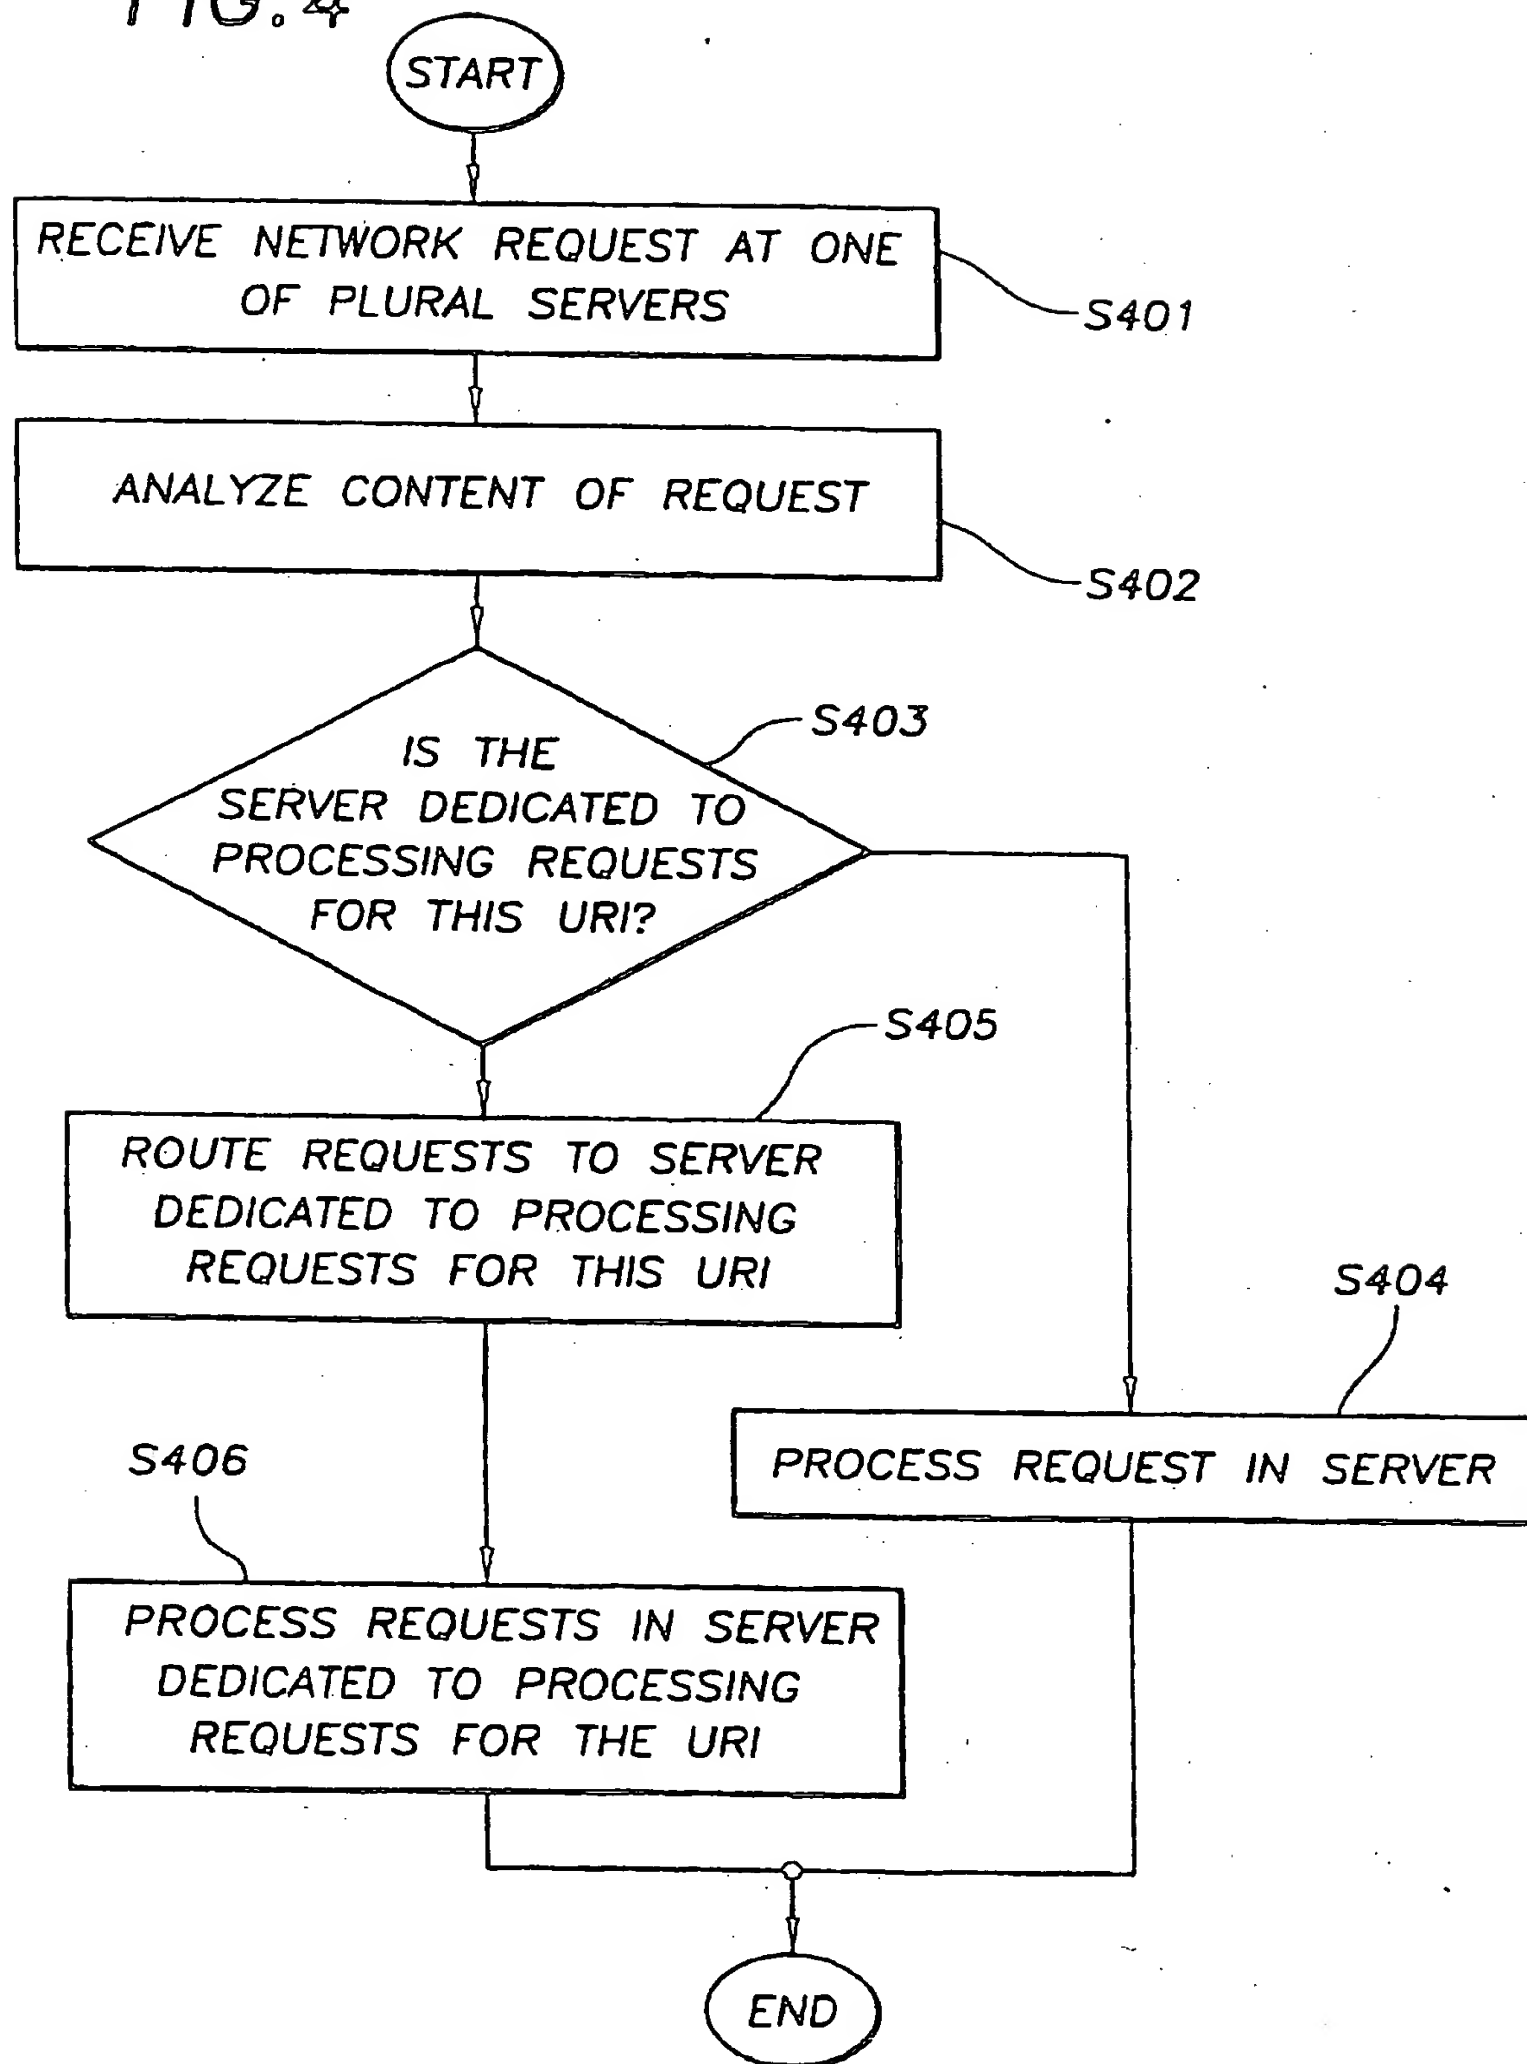 FIG. 4
START
RECEIVE NETWORK REQUEST AT ONE
OF PLURAL SERVERS
S401
ANALYZE CONTENT OF REQUEST
S402
S403
IS THE
SERVER DEDICATED TO
PROCESSING REQUESTS
FOR THIS URI?
S405
ROUTE REQUESTS TO SERVER
DEDICATED TO PROCESSING
REQUESTS FOR THIS URI
S404
PROCESS REQUEST IN SERVER
S406
PROCESS REQUESTS IN SERVER
DEDICATED TO PROCESSING
REQUESTS FOR THE URI
END